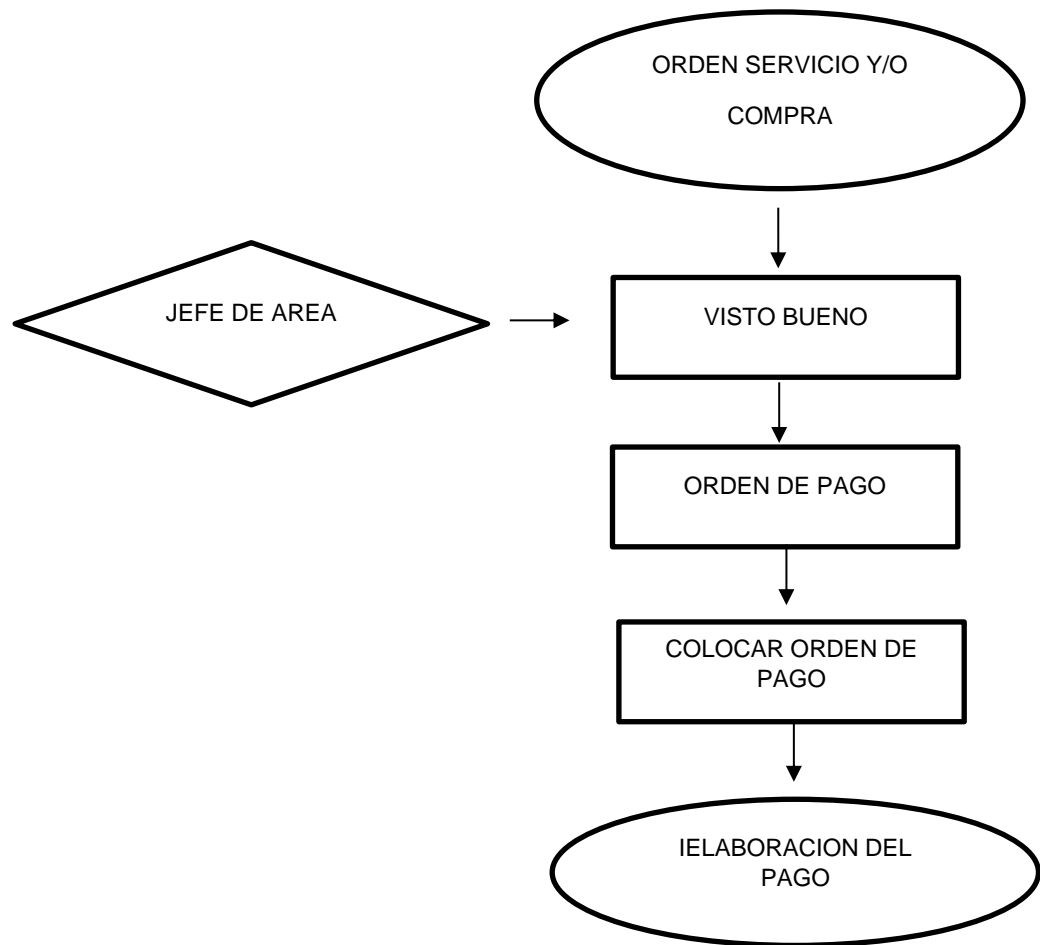 ORDEN SERVICIO Y/O
COMPRA
JEFE DE AREA
VISTO BUENO
ORDEN DE PAGO
COLOCAR ORDEN DE
PAGO
IELABORACION DEL
PAGO